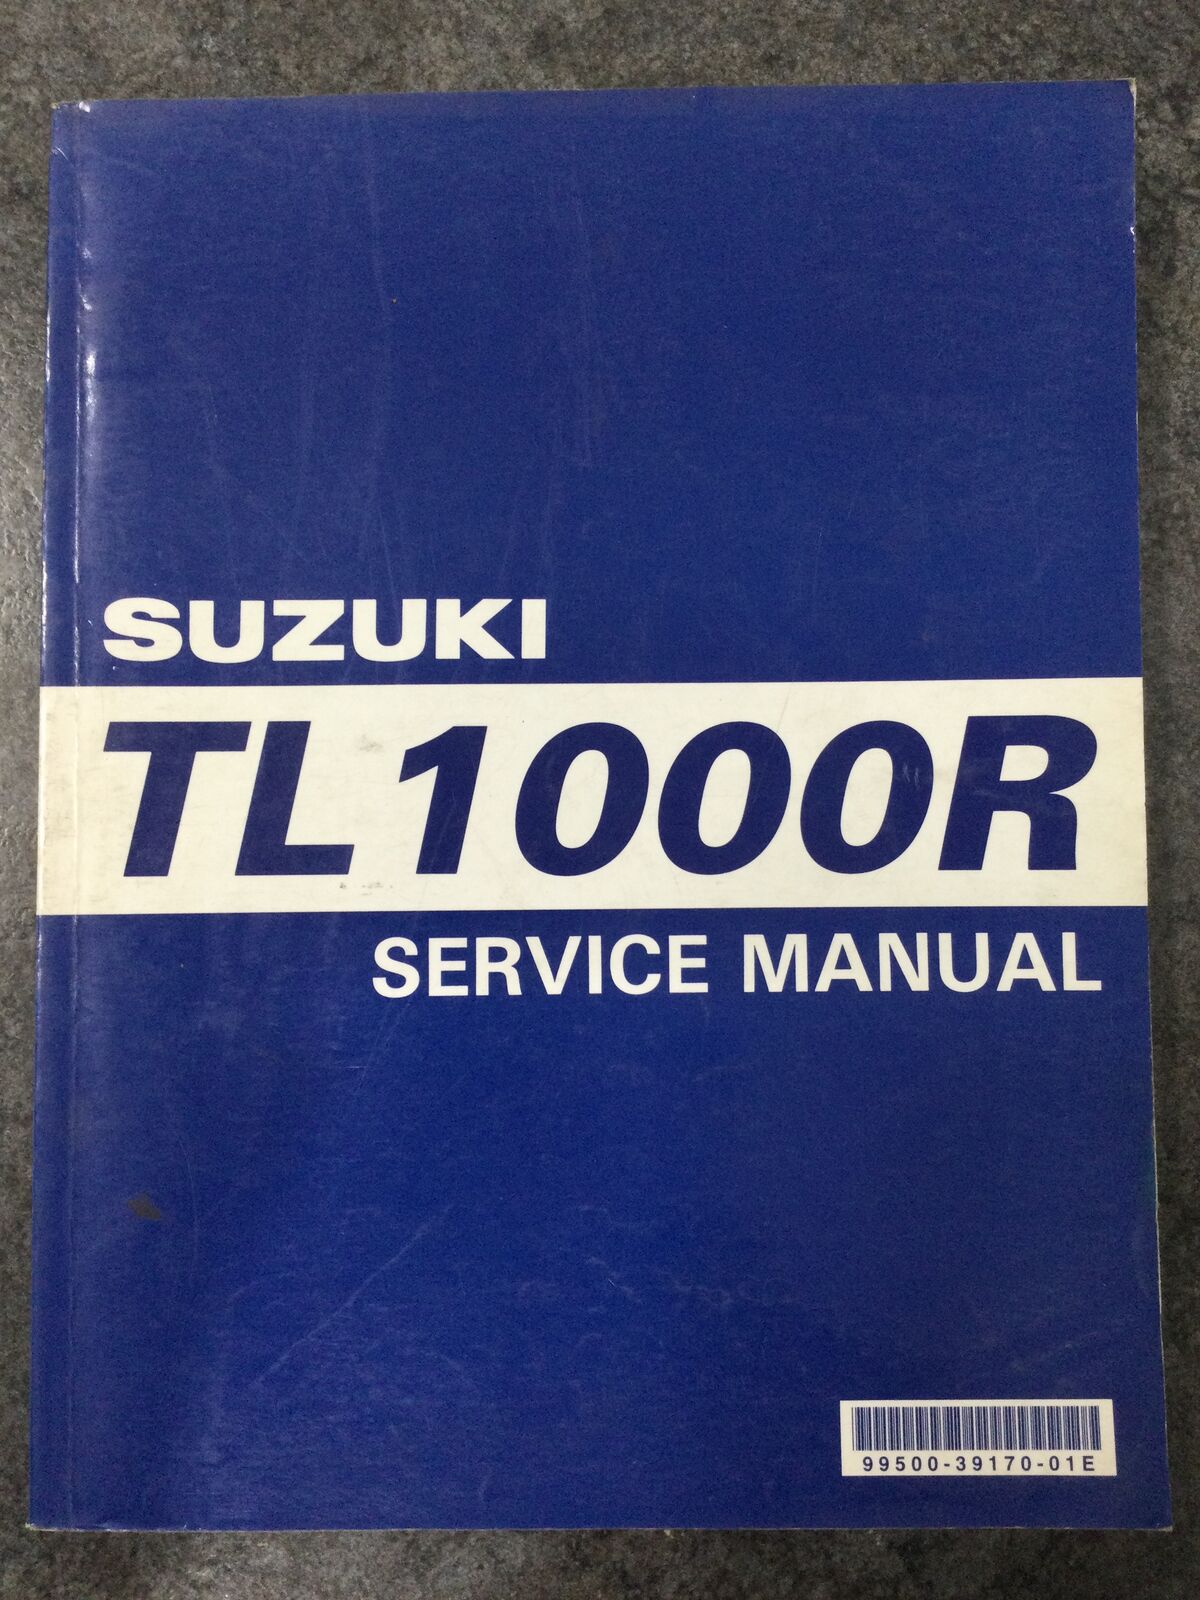 SUZUKI
TL1000R
SERVICE MANUAL
99500-39170-01E